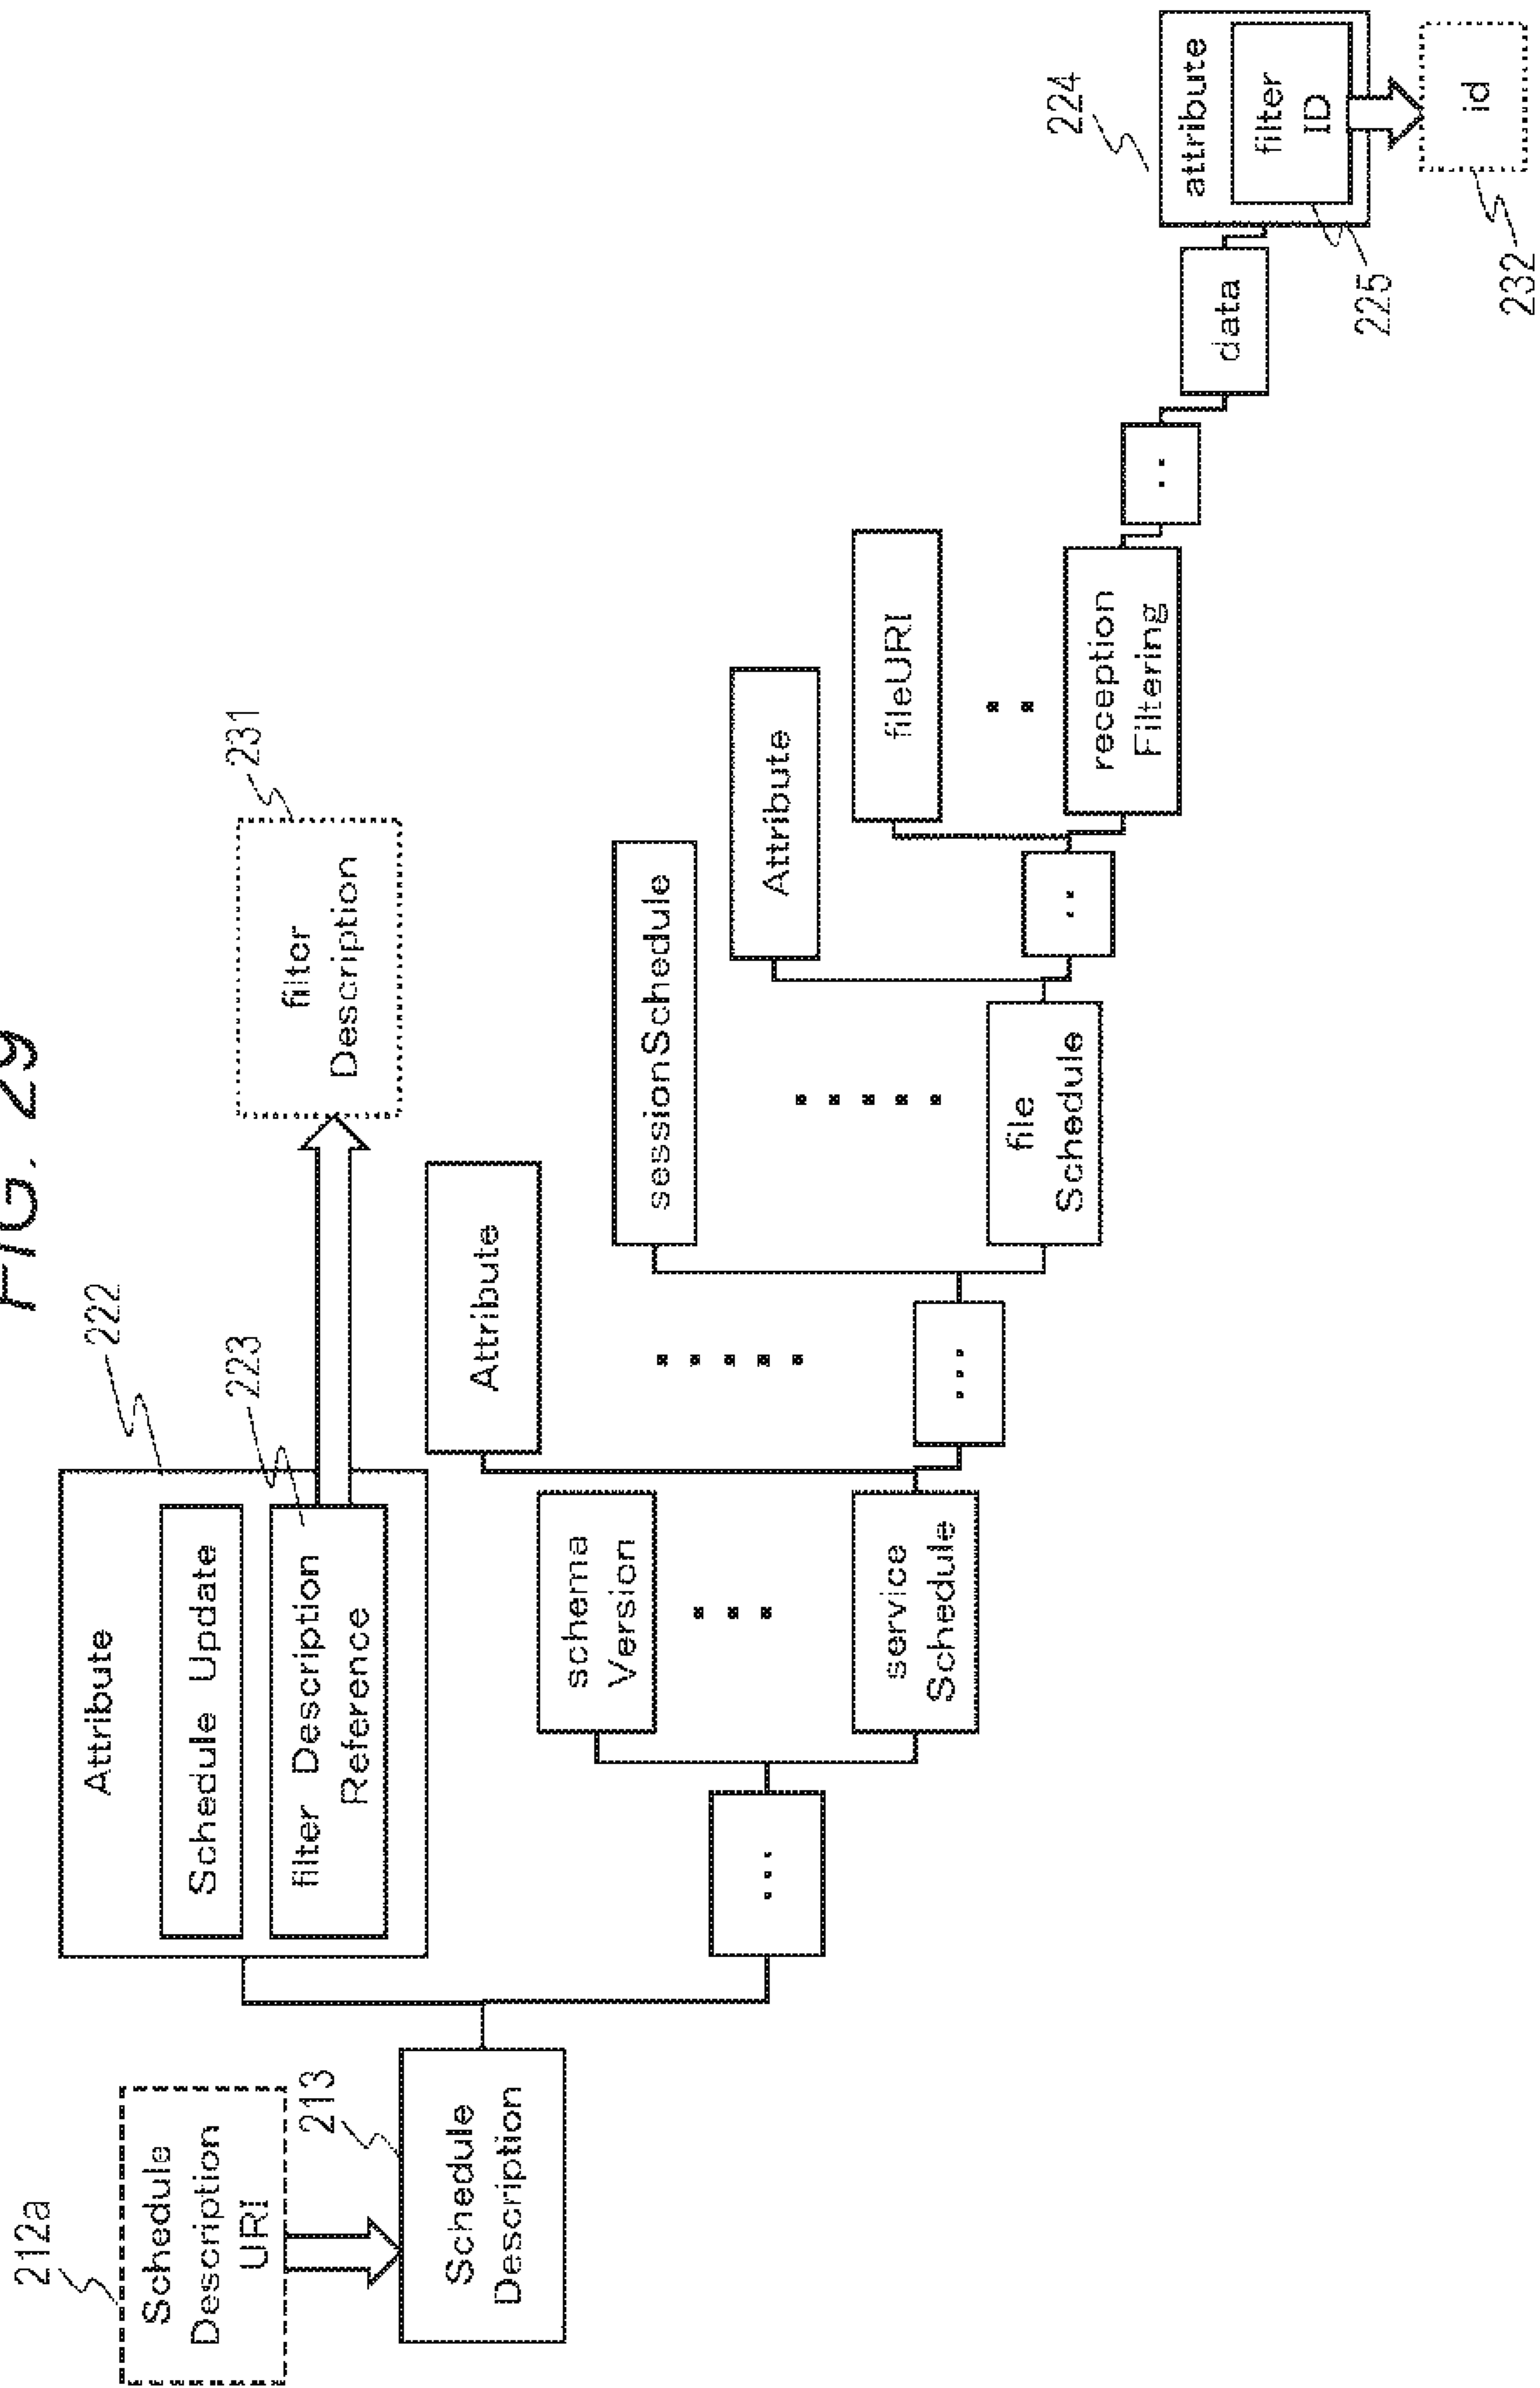 FIG. 29
212a
Schedule
Description
URI
213
Schedule
Description
222
Attribute
Schedule Update
223
filter Description
Reference
231
filter
Description
...
schema
Version
service
Schedule
Attribute
...
sessionSchedule
file
Schedule
Attribute
..
fileURI
reception
Filtering
..
data
224
attribute
filter
ID
225
id
232